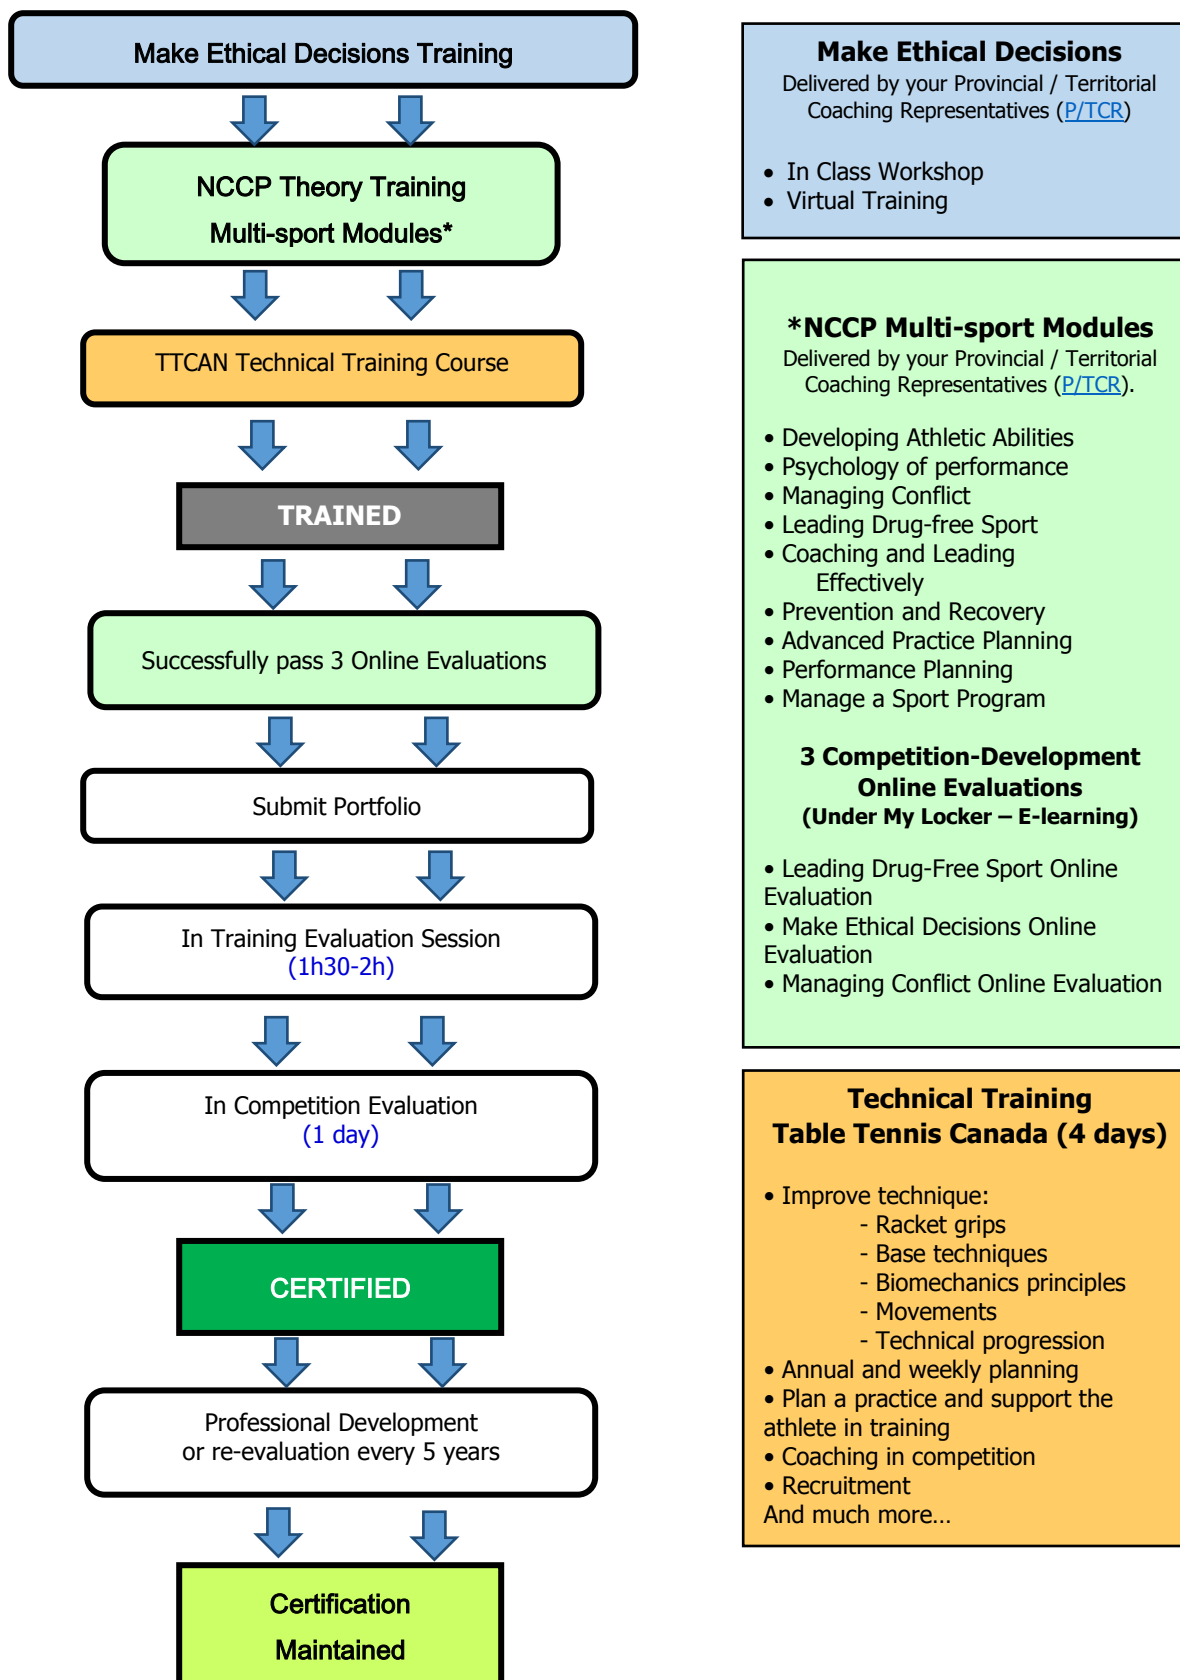 Make Ethical Decisions Training
NCCP Theory Training
Multi-sport Modules*
TTCAN Technical Training Course
TRAINED
Successfully pass 3 Online Evaluations
Submit Portfolio
In Training Evaluation Session
(1h30-2h)
In Competition Evaluation
(1 day)
CERTIFIED
Professional Development
or re-evaluation every 5 years
Certification
Maintained
Make Ethical Decisions
Delivered by your Provincial / Territorial
Coaching Representatives (P/TCR)
• In Class Workshop
• Virtual Training
*NCCP Multi-sport Modules
Delivered by your Provincial / Territorial
Coaching Representatives (P/TCR).
• Developing Athletic Abilities
• Psychology of performance
• Managing Conflict
• Leading Drug-free Sport
• Coaching and Leading
Effectively
• Prevention and Recovery
• Advanced Practice Planning
• Performance Planning
• Manage a Sport Program
3 Competition-Development
Online Evaluations
(Under My Locker – E-learning)
• Leading Drug-Free Sport Online
Evaluation
• Make Ethical Decisions Online
Evaluation
• Managing Conflict Online Evaluation
Technical Training
Table Tennis Canada (4 days)
• Improve technique:
- Racket grips
- Base techniques
- Biomechanics principles
- Movements
- Technical progression
• Annual and weekly planning
• Plan a practice and support the
athlete in training
• Coaching in competition
• Recruitment
And much more…